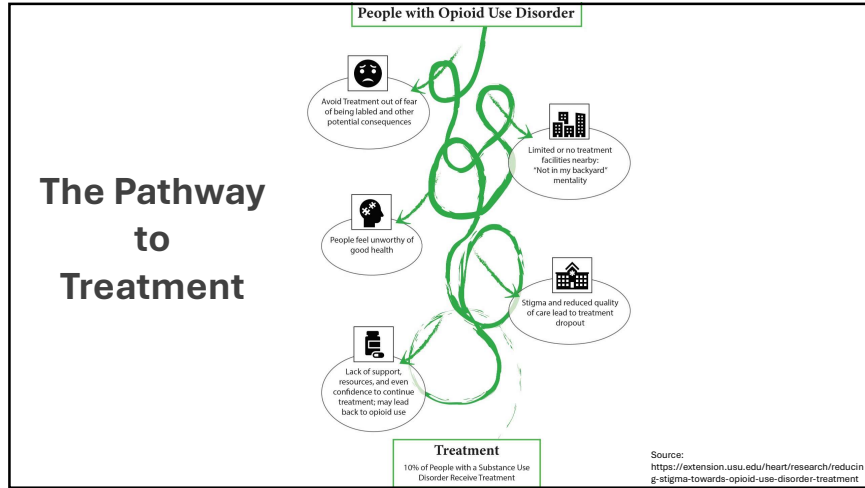 People with Opioid Use Disorder
Avoid Treatment out of fear
of being labled and other
potential consequences
Limited or no treatment
facilities nearby:
"Not in my backyard"
mentality
The Pathway
to
Treatment
People feel unworthy of
good health
Stigma and reduced quality
of care lead to treatment
dropout
Lack of support,
resources, and even
confidence to continue
treatment; may lead
back to opioid use
Treatment
10% of People with a Substance Use
Disorder Receive Treatment
Source:
https://extension.usu.edu/heart/research/reducin
g-stigma-towards-opioid-use-disorder-treatment